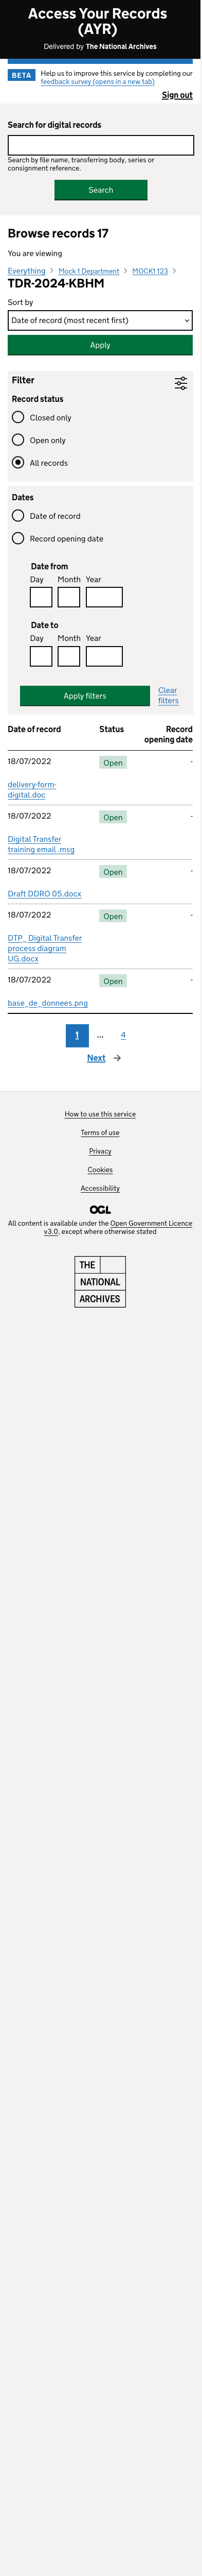 Access Your Records
(AYR)
Delivered by The National Archives
BETA
Help us to improve this service by completing our
feedback survey (opens in a new tab)
Sign out
Search for digital records
Search by file name, transferring body, series or
consignment reference.
Search
Browse records 17
You are viewing
Everything
Mock 1 Department
MOCK1 123
TDR-2024-KBHM
Sort by
Date of record (most recent first)
Apply
Filter
Record status
Closed only
Open only
All records
Dates
Date of record
Record opening date
Date from
Day Month Year
Date to
Day Month Year
Apply filters
Clear
filters
Date of record Status Record
opening date
18/07/2022 Open -
delivery-form-
digital.doc
18/07/2022 Open -
Digital Transfer
training email .msg
18/07/2022 Open -
Draft DDRO 05.docx
18/07/2022 Open -
DTP_ Digital Transfer
process diagram
UG.docx
18/07/2022 Open -
base_de_donnees.png
1 ... 4
Next
How to use this service
Terms of use
Privacy
Cookies
Accessibility
OGL
All content is available under the Open Government Licence
v3.0, except where otherwise stated
THE
NATIONAL
ARCHIVES